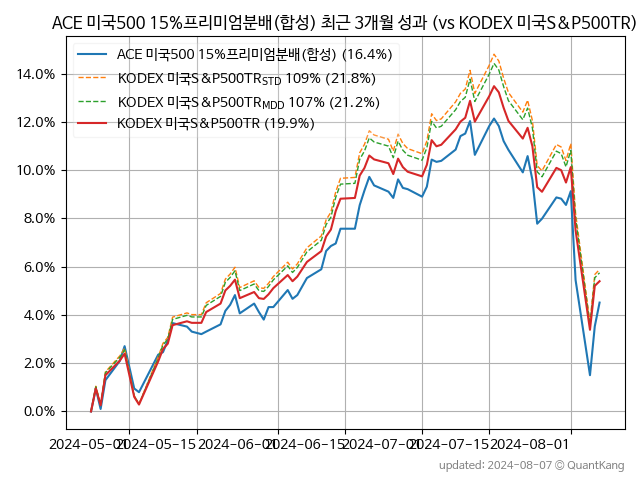 ACE 미국500 15%프리미엄분배(합성) 최근 3개월 성과 (vs KODEX 미국S&P500TR)
ACE 미국500 15%프리미엄분배(합성) (16.4%)
KODEX 미국S&P500TR_STD 109% (21.8%)
KODEX 미국S&P500TR_MDD 107% (21.2%)
KODEX 미국S&P500TR (19.9%)
14.0%
12.0%
10.0%
8.0%
6.0%
4.0%
2.0%
0.0%
2024-05-01 2024-05-15 2024-06-01 2024-06-15 2024-07-01 2024-07-15 2024-08-01
updated: 2024-08-07 © QuantKang